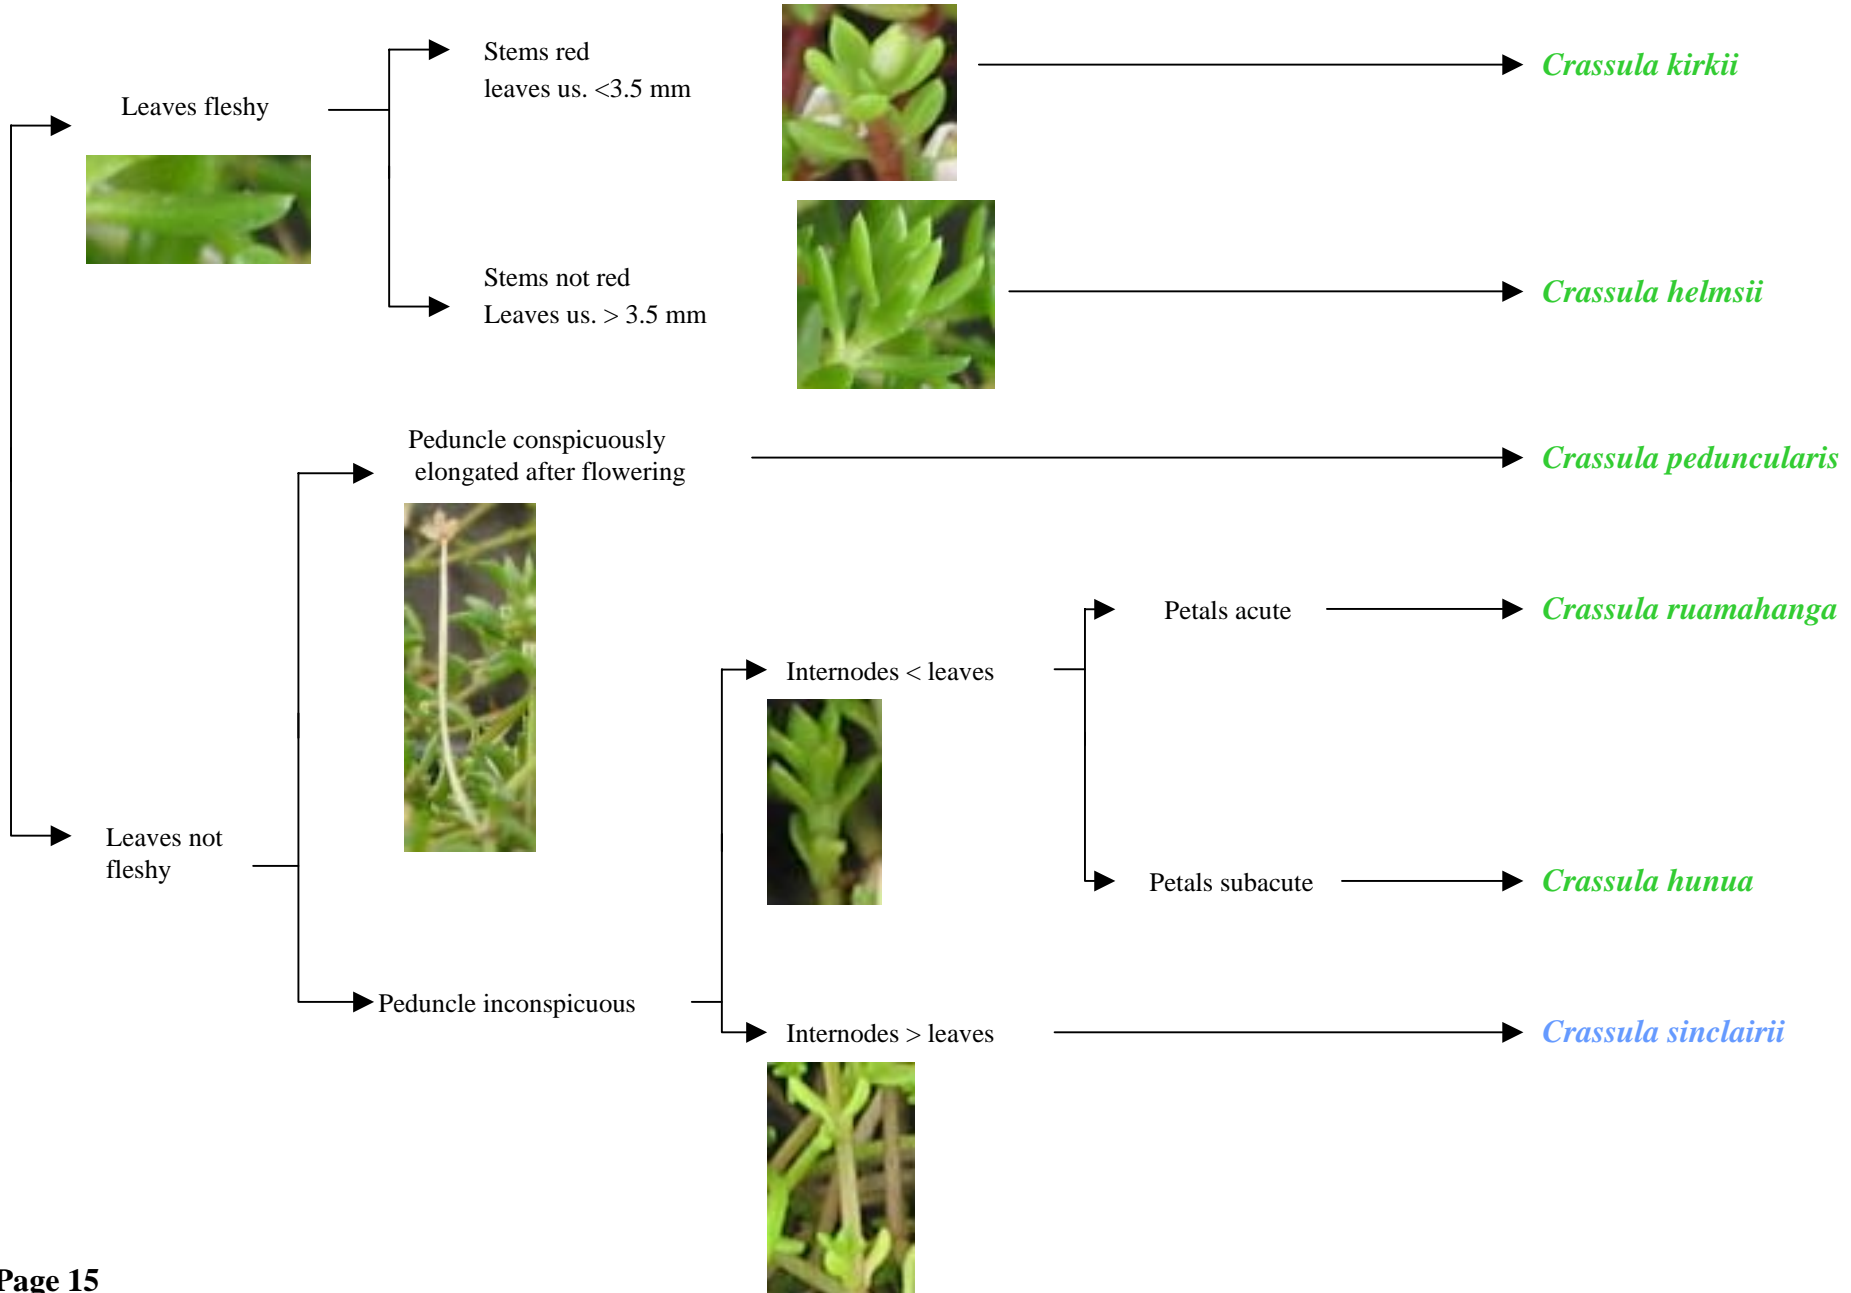 Stems red
leaves us. <3.5 mm
Crassula kirkii
Leaves fleshy
Stems not red
Leaves us. > 3.5 mm
Crassula helmsii
Peduncle conspicuously
elongated after flowering
Crassula peduncularis
Petals acute
Crassula ruamahanga
Internodes < leaves
Leaves not
fleshy
Petals subacute
Crassula hunua
Peduncle inconspicuous
Internodes > leaves
Crassula sinclairii
Page 15